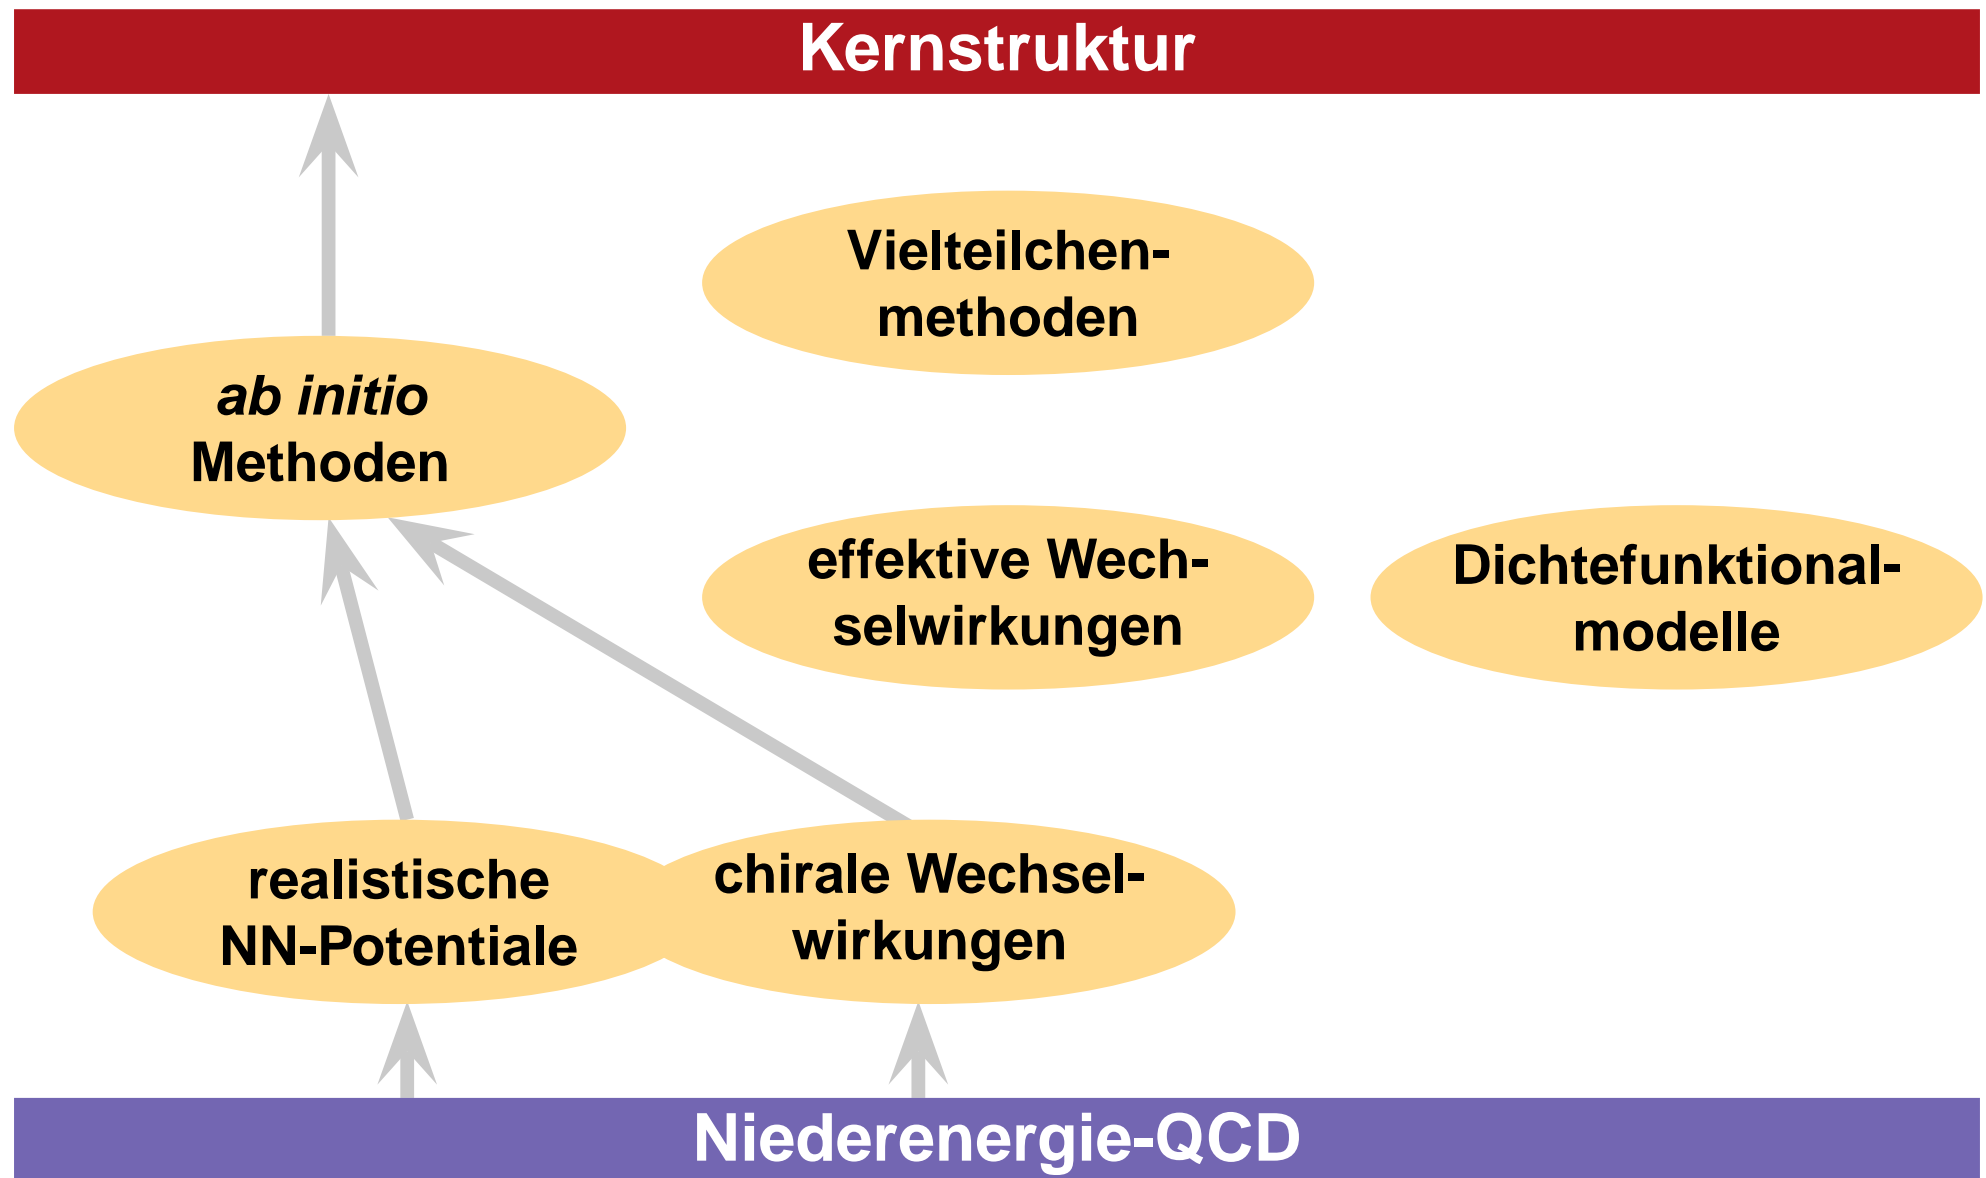 Kernstruktur
Vielteilchen-
methoden
ab initio
Methoden
effektive Wech-
selwirkungen
Dichtefunktional-
modelle
realistische
NN-Potentiale
chirale Wechsel-
wirkungen
Niederenergie-QCD